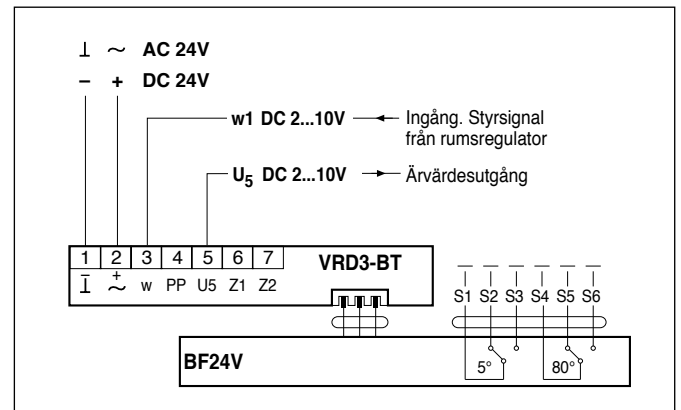 ⊥ ~ AC 24V
– + DC 24V
w1 DC 2...10V Ingång. Styrsignal
från rumsregulator
U5 DC 2...10V Ärvärdesutgång
1 2 3 4 5 6 7 VRD3-BT
⊥ ~ w PP U5 Z1 Z2
– +
S1 S2 S3 S4 S5 S6
BF24V 5° 80°